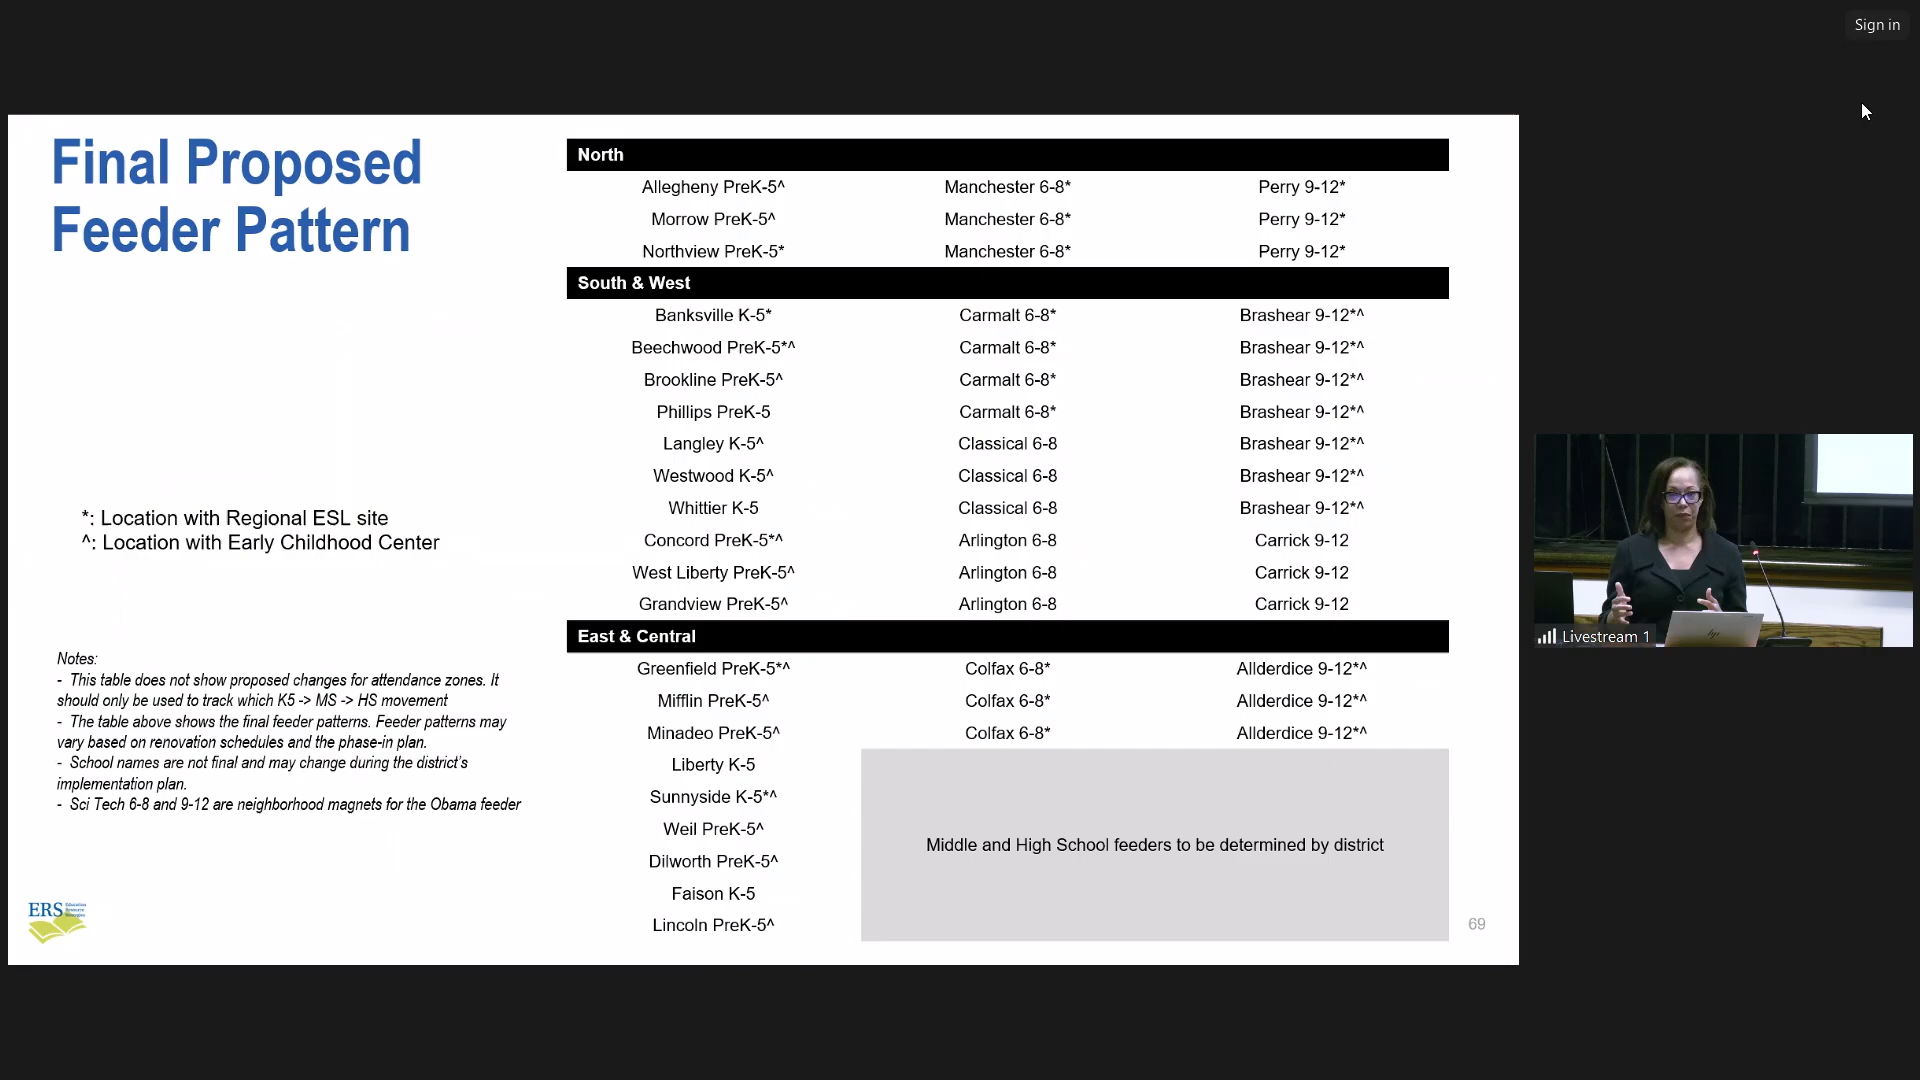 Sign in
Final Proposed
Feeder Pattern
*: Location with Regional ESL site
^: Location with Early Childhood Center
Notes:
- This table does not show proposed changes for attendance zones. It
should only be used to track which K5 -> MS -> HS movement
- The table above shows the final feeder patterns. Feeder patterns may
vary based on renovation schedules and the phase-in plan.
- School names are not final and may change during the district's
implementation plan.
- Sci Tech 6-8 and 9-12 are neighborhood magnets for the Obama feeder
ERS Education
Resource
Strategies
North
Allegheny PreK-5^ Manchester 6-8* Perry 9-12*
Morrow PreK-5^ Manchester 6-8* Perry 9-12*
Northview PreK-5* Manchester 6-8* Perry 9-12*
South & West
Banksville K-5* Carmalt 6-8* Brashear 9-12*^
Beechwood PreK-5*^ Carmalt 6-8* Brashear 9-12*^
Brookline PreK-5^ Carmalt 6-8* Brashear 9-12*^
Phillips PreK-5 Carmalt 6-8* Brashear 9-12*^
Langley K-5^ Classical 6-8 Brashear 9-12*^
Westwood K-5^ Classical 6-8 Brashear 9-12*^
Whittier K-5 Classical 6-8 Brashear 9-12*^
Concord PreK-5*^ Arlington 6-8 Carrick 9-12
West Liberty PreK-5^ Arlington 6-8 Carrick 9-12
Grandview PreK-5^ Arlington 6-8 Carrick 9-12
East & Central
Greenfield PreK-5*^ Colfax 6-8* Allderdice 9-12*^
Mifflin PreK-5^ Colfax 6-8* Allderdice 9-12*^
Minadeo PreK-5^ Colfax 6-8* Allderdice 9-12*^
Liberty K-5
Sunnyside K-5*^
Weil PreK-5^
Dilworth PreK-5^
Faison K-5
Lincoln PreK-5^
Middle and High School feeders to be determined by district
69
Livestream 1
hp